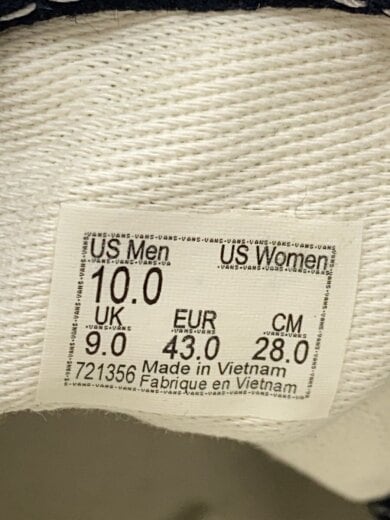 US Men US Women
10.0
UK EUR CM
9.0 43.0 28.0
721356 Made in Vietnam
Fabrique en Vietnam